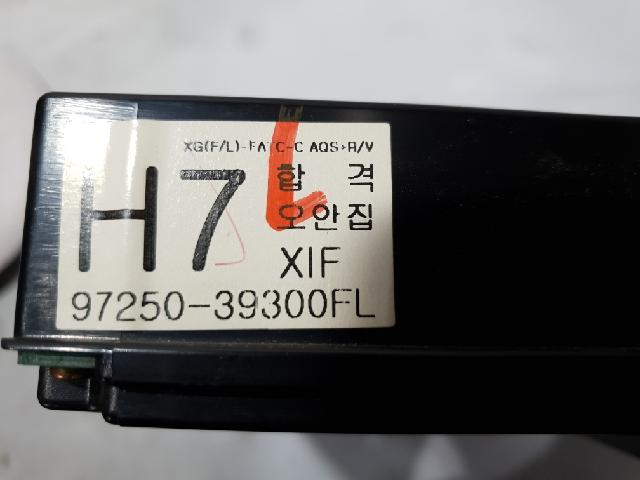 XG(F/L)-FATC-C AQS+A/V
H7 합 격
오안집
XIF
97250-39300FL